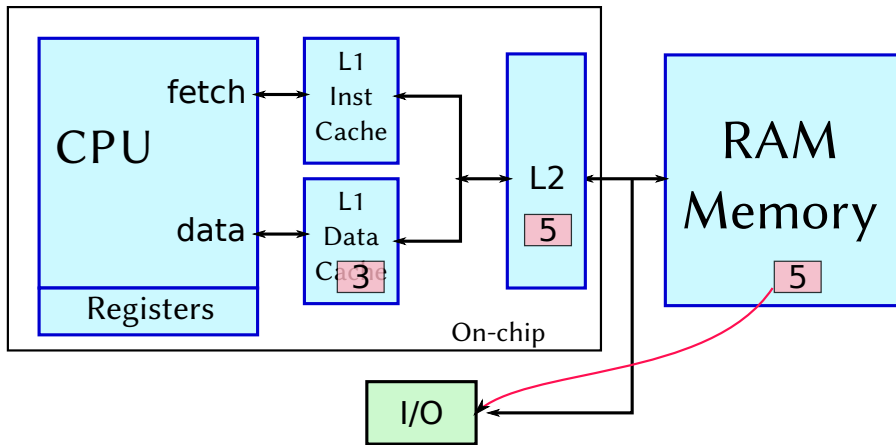 fetch
CPU
data
Registers
L1
Inst
Cache
L1
Data
Cache
3
L2
5
On-chip
RAM
Memory
5
I/O